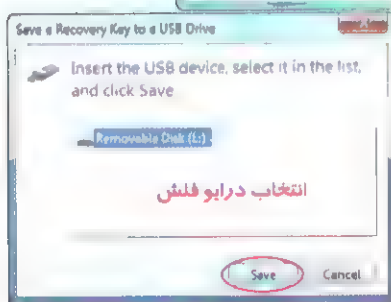 Save a Recovery Key to a USB Drive
Insert the USB device, select it in the list,
and click Save
Removable Disk (L:)
انتخاب درایو فلش
Save Cancel